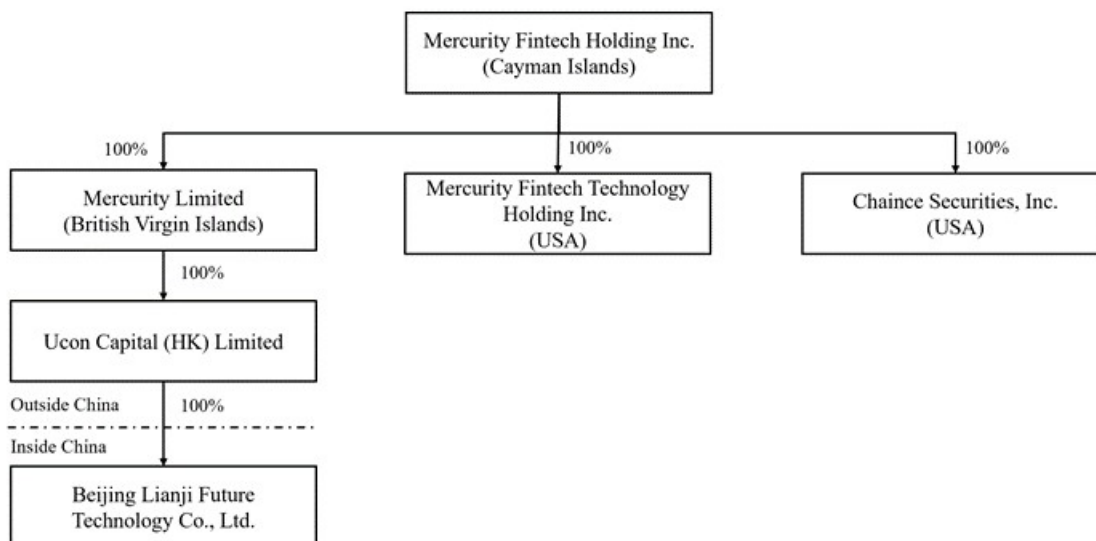 Mercurity Fintech Holding Inc.
(Cayman Islands)
100%
100%
100%
Mercurity Limited
(British Virgin Islands)
Mercurity Fintech Technology
Holding Inc.
(USA)
Chaince Securities, Inc.
(USA)
100%
Ucon Capital (HK) Limited
Outside China
100%
Inside China
Beijing Lianji Future
Technology Co., Ltd.